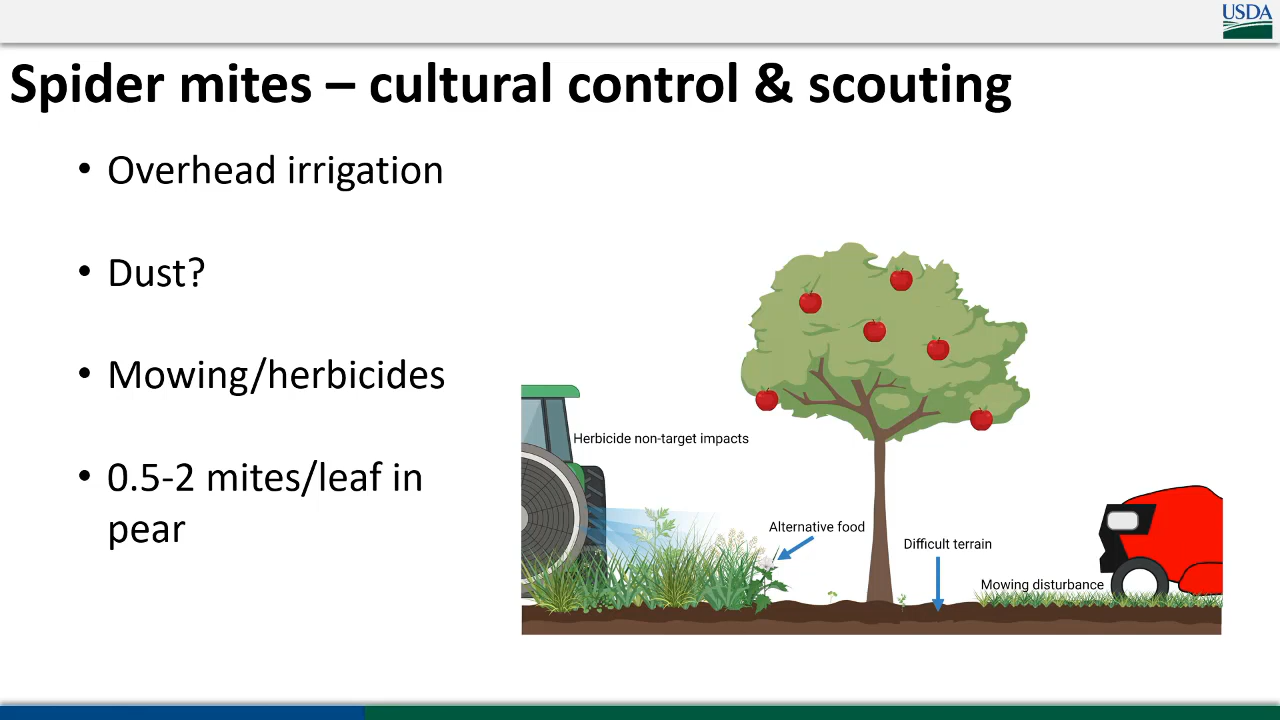 USDA
Spider mites – cultural control & scouting
• Overhead irrigation
• Dust?
• Mowing/herbicides
• 0.5-2 mites/leaf in
pear
Herbicide non-target impacts
Alternative food
Difficult terrain
Mowing disturbance